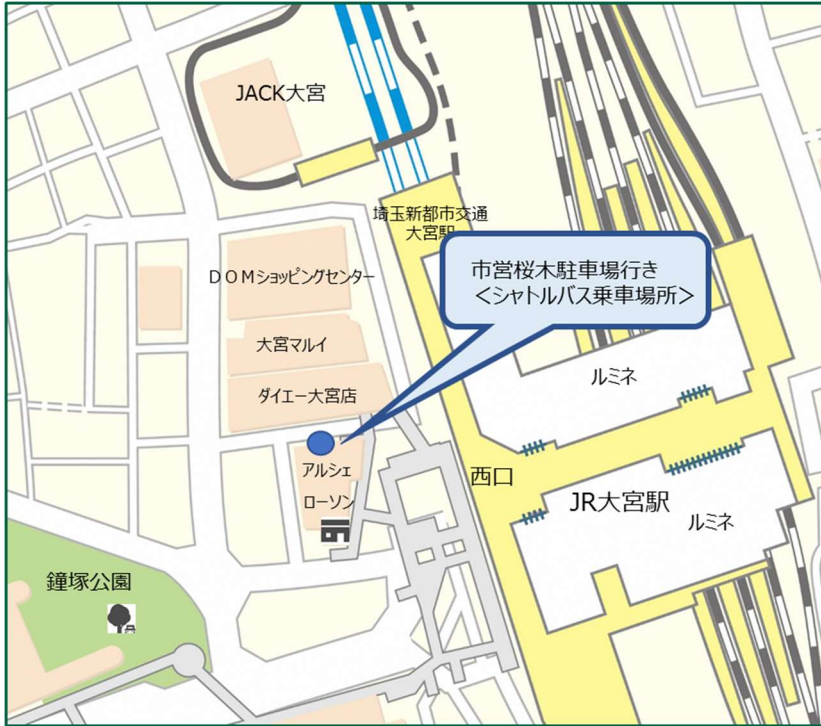 JACK大宮
埼玉新都市交通
大宮駅
市営桜木駐車場行き
＜シャトルバス乗車場所＞
ＤＯＭショッピングセンター
大宮マルイ
ルミネ
ダイエー大宮店
アルシェ
西口
ローソン
JR大宮駅
ルミネ
鐘塚公園